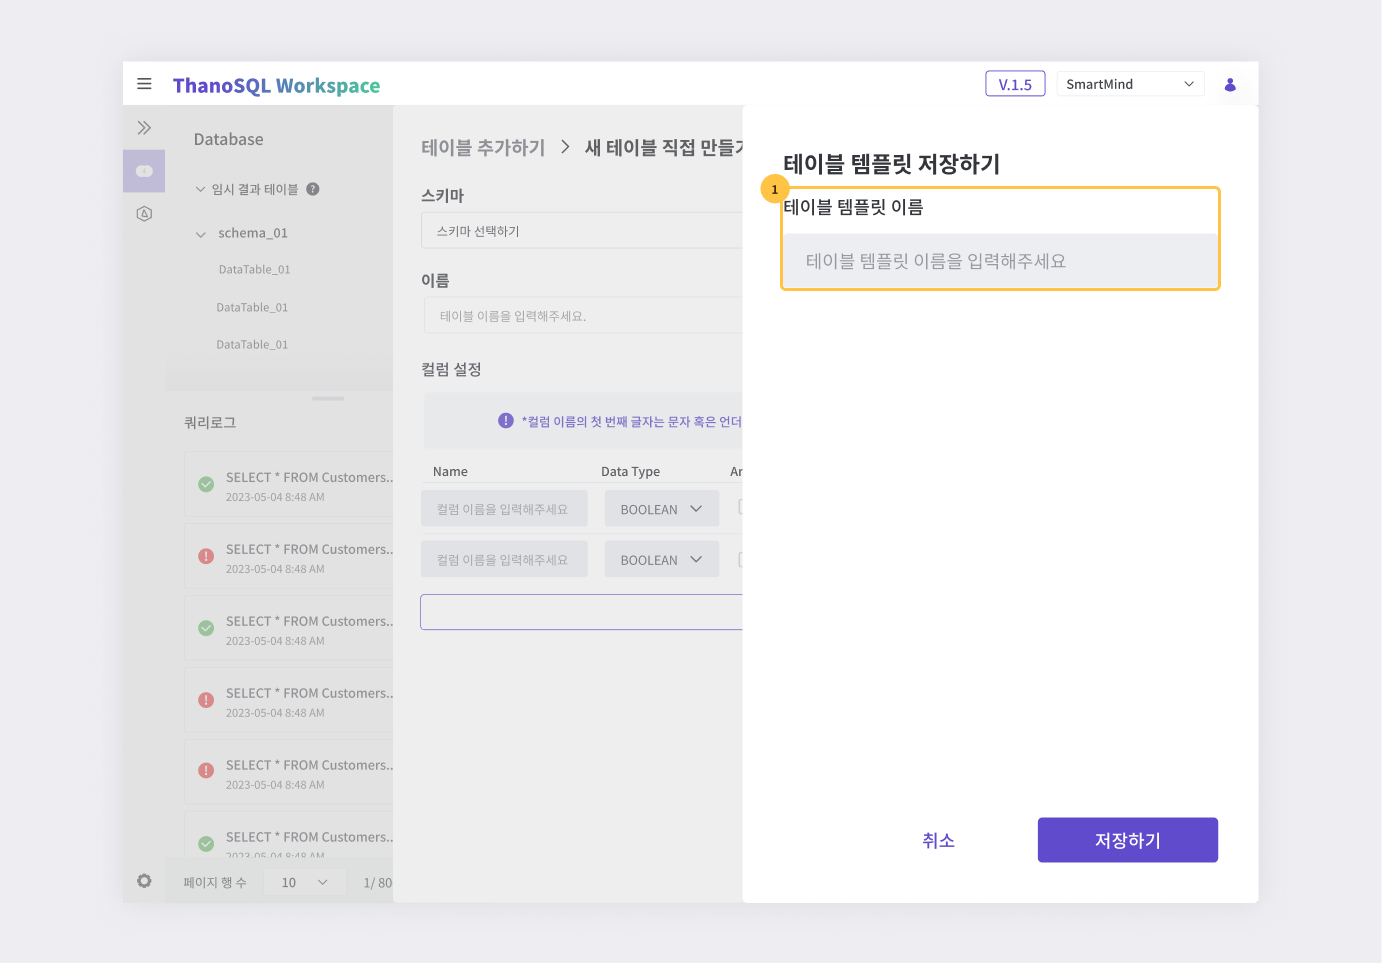 ThanoSQL Workspace
V.1.5
SmartMind
Database
임시 결과 테이블 ?
schema_01
DataTable_01
DataTable_01
DataTable_01
쿼리로그
SELECT * FROM Customers..
2023-05-04 8:48 AM
SELECT * FROM Customers..
2023-05-04 8:48 AM
SELECT * FROM Customers..
2023-05-04 8:48 AM
SELECT * FROM Customers..
2023-05-04 8:48 AM
SELECT * FROM Customers..
2023-05-04 8:48 AM
SELECT * FROM Customers..
2023-05-04 8:48 AM
페이지 행 수
10
1/ 80
테이블 추가하기 > 새 테이블 직접 만들기
스키마
스키마 선택하기
이름
테이블 이름을 입력해주세요.
컬럼 설정
! *컬럼 이름의 첫 번째 글자는 문자 혹은 언더
Name Data Type Ar
컬럼 이름을 입력해주세요 BOOLEAN
컬럼 이름을 입력해주세요 BOOLEAN
테이블 템플릿 저장하기
1
테이블 템플릿 이름
테이블 템플릿 이름을 입력해주세요
취소
저장하기